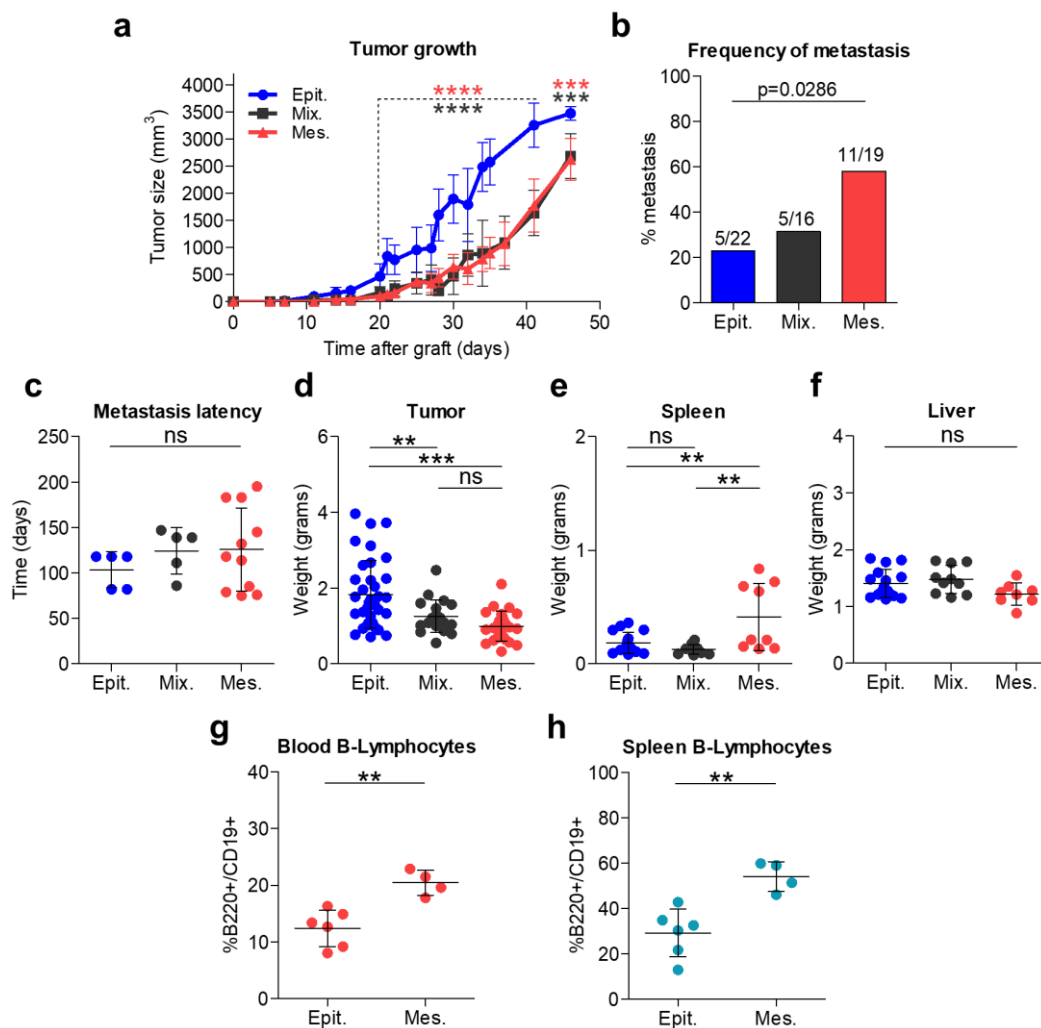 a
Tumor growth
Tumor size (mm3)
4000
3500
3000
2500
2000
1500
1000
500
0
Epit.
Mix.
Mes.
****
****
***
***
0 10 20 30 40 50
Time after graft (days)
b
Frequency of metastasis
% metastasis
100
80
60
40
20
0
p=0.0286
5/22
5/16
11/19
Epit. Mix. Mes.
c
Metastasis latency
Time (days)
250
200
150
100
50
0
ns
Epit. Mix. Mes.
d
Tumor
Weight (grams)
6
4
2
0
**
***
ns
Epit. Mix. Mes.
e
Spleen
Weight (grams)
2
1
0
ns
**
**
Epit. Mix. Mes.
f
Liver
Weight (grams)
4
3
2
1
0
ns
Epit. Mix. Mes.
g
Blood B-Lymphocytes
%B220+/CD19+
40
30
20
10
0
**
Epit. Mes.
h
Spleen B-Lymphocytes
%B220+/CD19+
100
80
60
40
20
0
**
Epit. Mes.